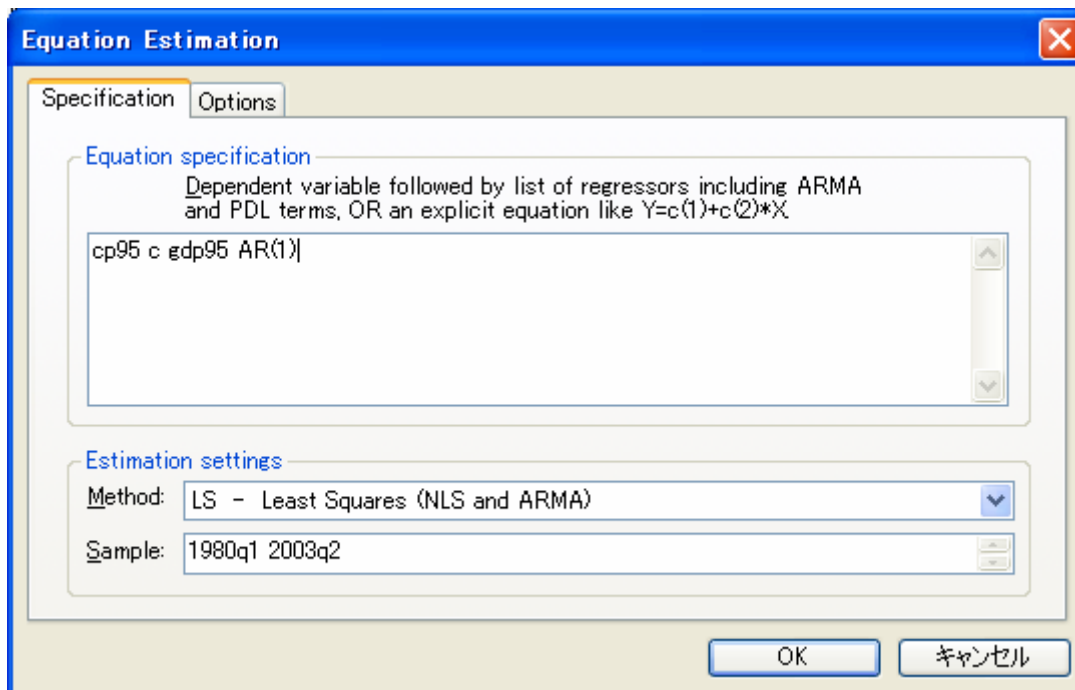 Equation Estimation
Specification
Options
Equation specification
Dependent variable followed by list of regressors including ARMA
and PDL terms, OR an explicit equation like Y=c(1)+c(2)*X.
cp95 c gdp95 AR(1)
Estimation settings
Method: LS - Least Squares (NLS and ARMA)
Sample: 1980q1 2003q2
OK キャンセル